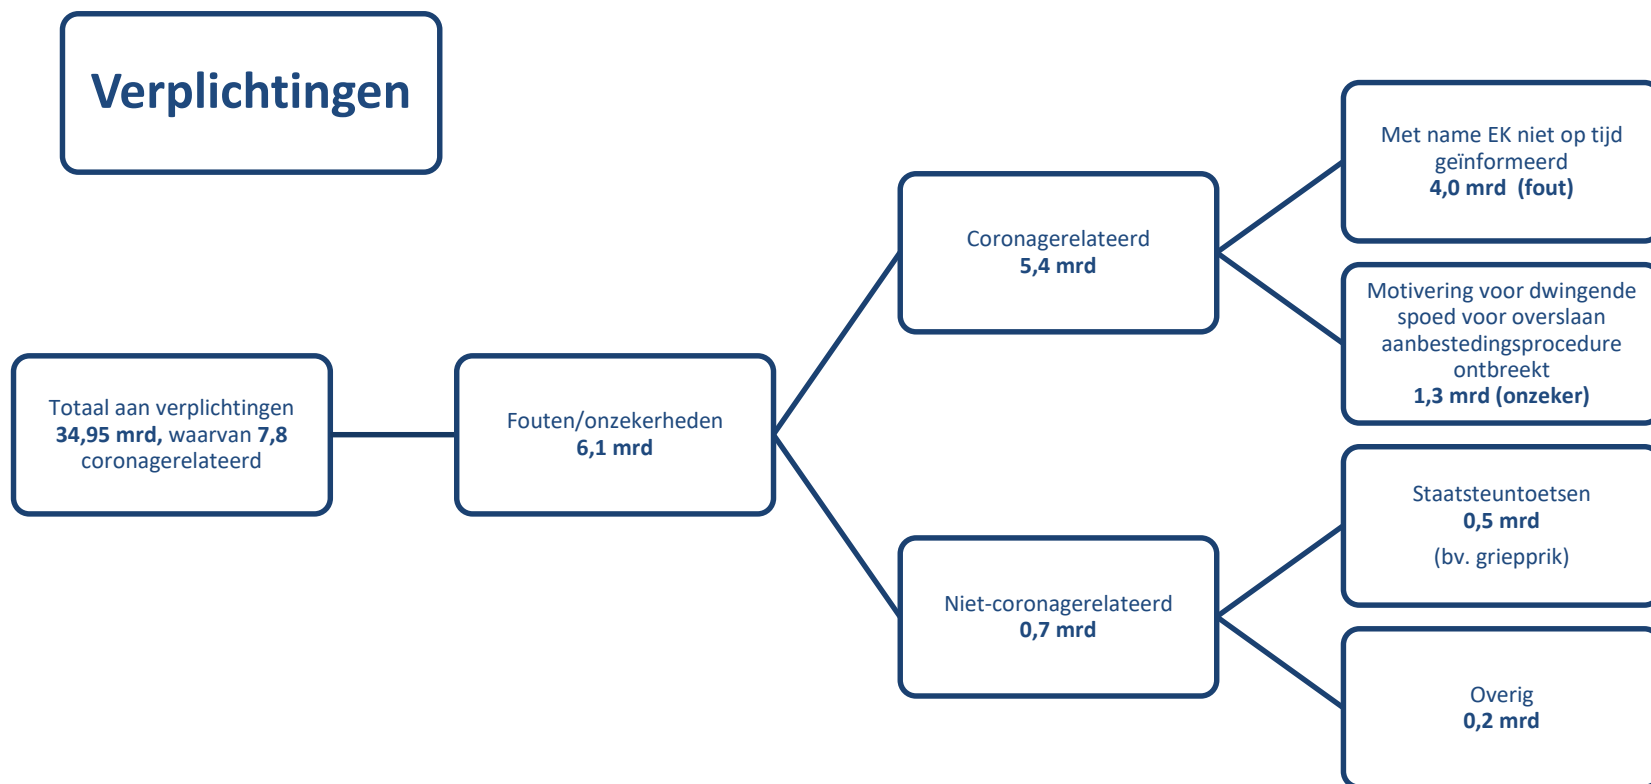 Verplichtingen
Totaal aan verplichtingen
34,95 mrd, waarvan 7,8
coronagerelateerd
Fouten/onzekerheden
6,1 mrd
Coronagerelateerd
5,4 mrd
Niet-coronagerelateerd
0,7 mrd
Met name EK niet op tijd
geïnformeerd
4,0 mrd  (fout)
Motivering voor dwingende
spoed voor overslaan
aanbestedingsprocedure
ontbreekt
1,3 mrd (onzeker)
Staatsteuntoetsen
0,5 mrd
(bv. griepprik)
Overig
0,2 mrd